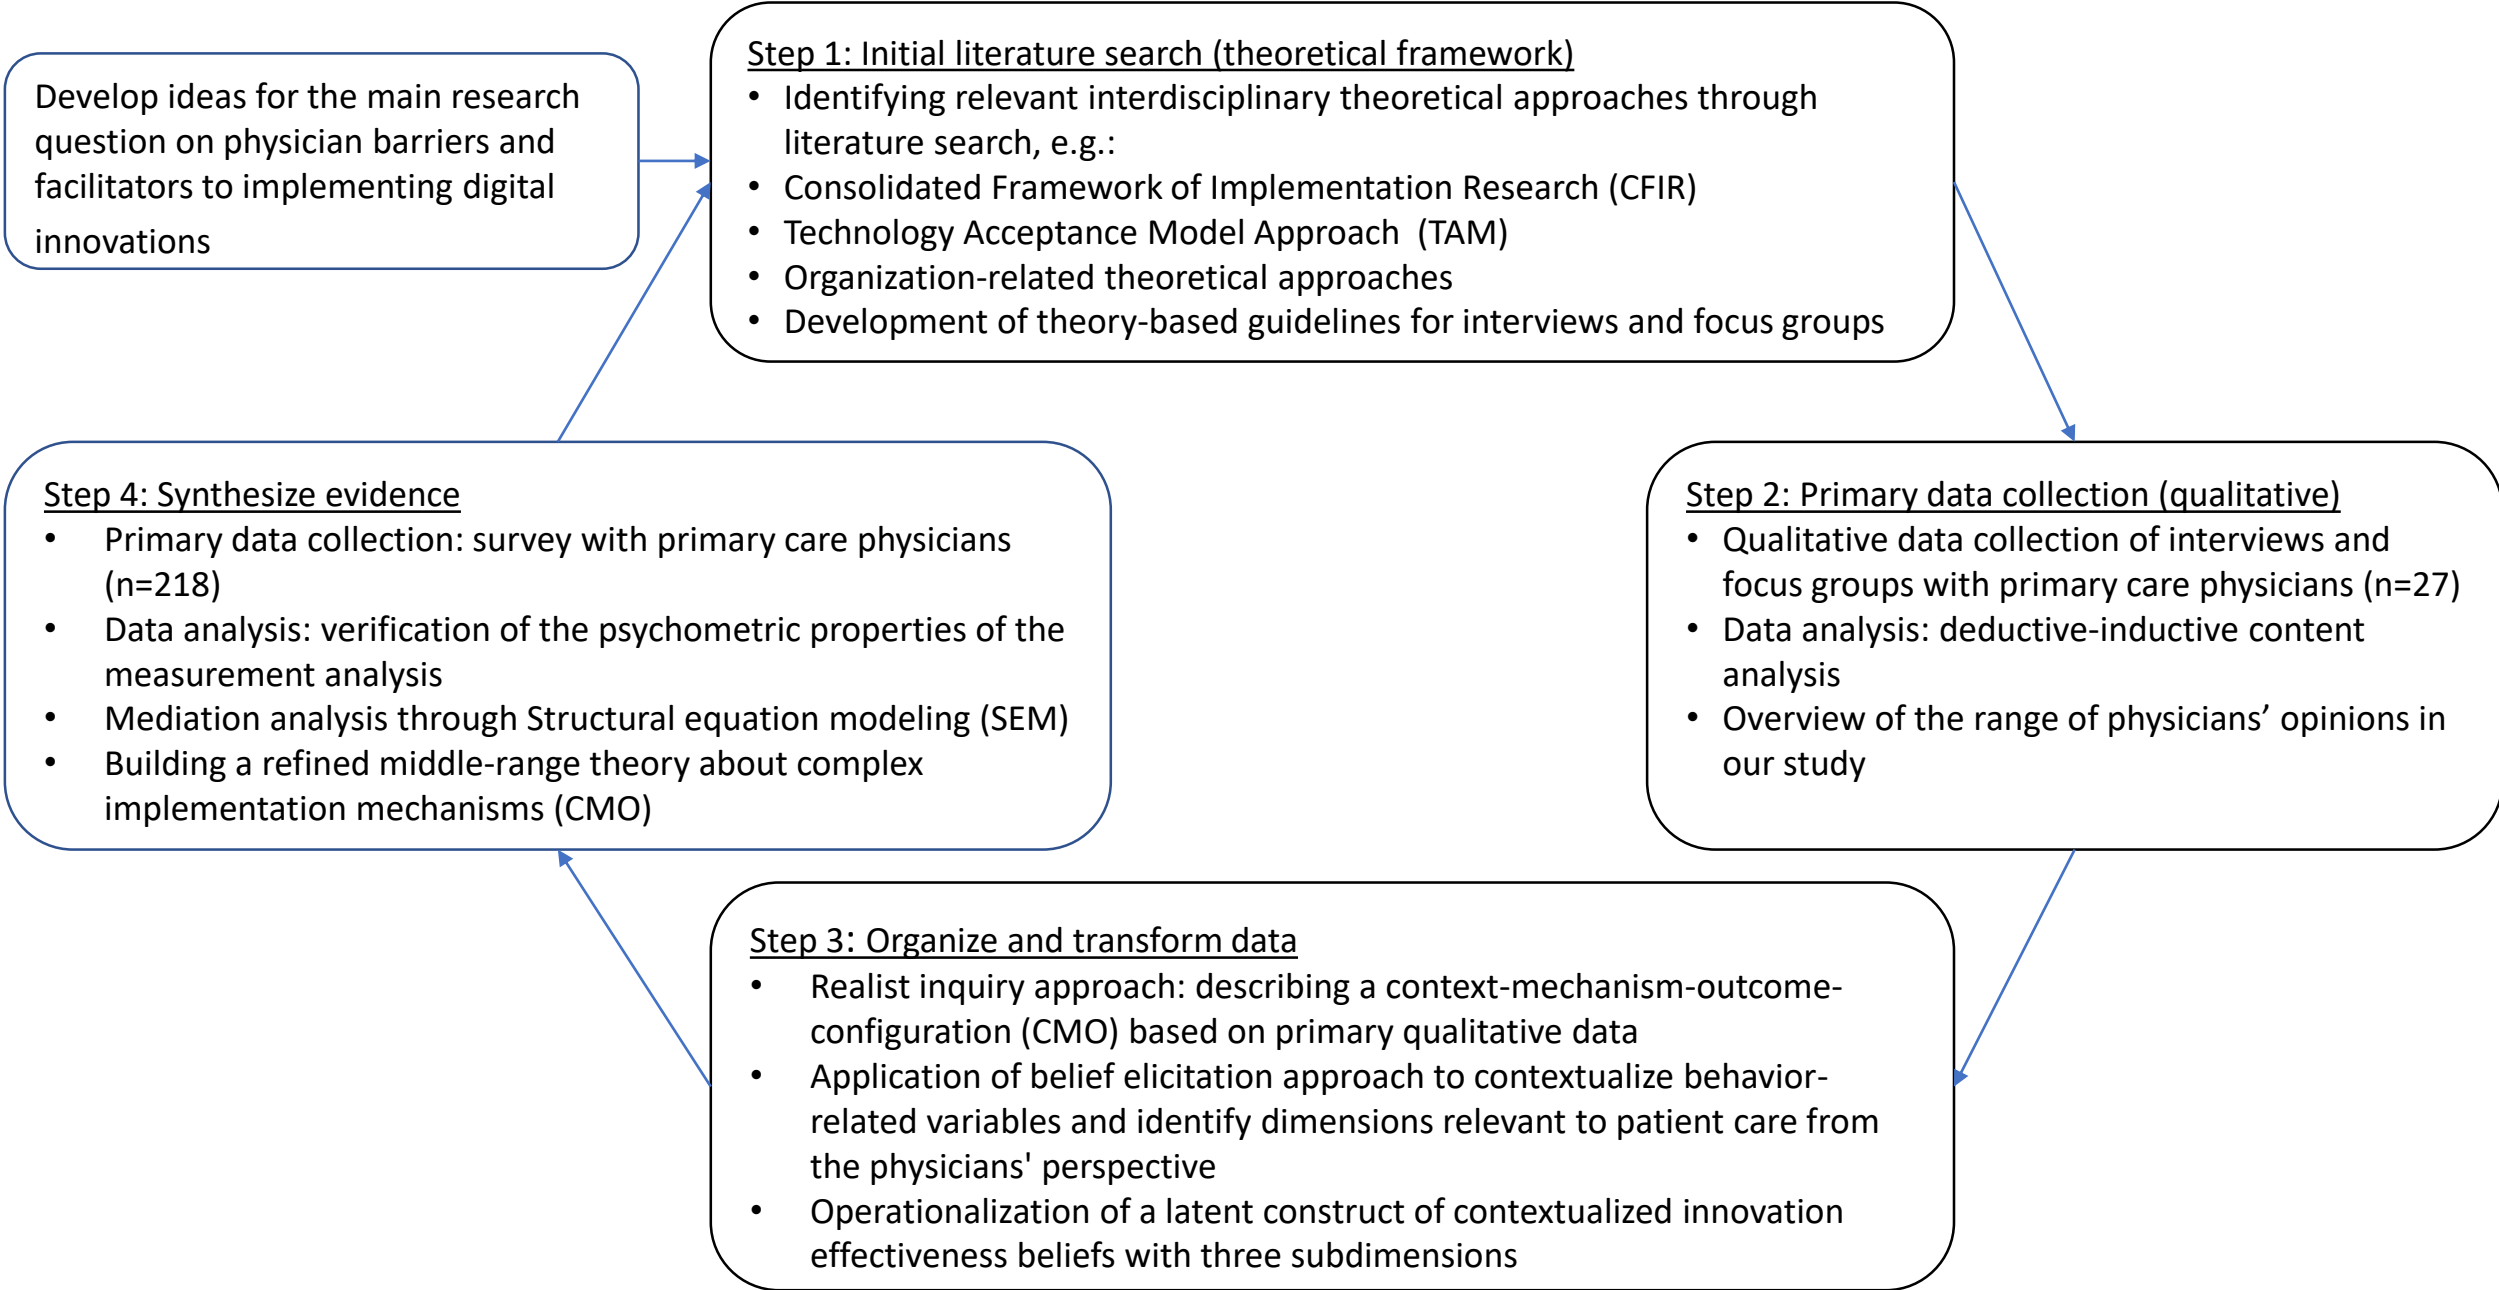 Develop ideas for the main research
question on physician barriers and
facilitators to implementing digital
innovations
Step 1: Initial literature search (theoretical framework)
• Identifying relevant interdisciplinary theoretical approaches through
literature search, e.g.:
• Consolidated Framework of Implementation Research (CFIR)
• Technology Acceptance Model Approach (TAM)
• Organization-related theoretical approaches
• Development of theory-based guidelines for interviews and focus groups
Step 2: Primary data collection (qualitative)
• Qualitative data collection of interviews and
focus groups with primary care physicians (n=27)
• Data analysis: deductive-inductive content
analysis
• Overview of the range of physicians’ opinions in
our study
Step 3: Organize and transform data
• Realist inquiry approach: describing a context-mechanism-outcome-
configuration (CMO) based on primary qualitative data
• Application of belief elicitation approach to contextualize behavior-
related variables and identify dimensions relevant to patient care from
the physicians' perspective
• Operationalization of a latent construct of contextualized innovation
effectiveness beliefs with three subdimensions
Step 4: Synthesize evidence
• Primary data collection: survey with primary care physicians
(n=218)
• Data analysis: verification of the psychometric properties of the
measurement analysis
• Mediation analysis through Structural equation modeling (SEM)
• Building a refined middle-range theory about complex
implementation mechanisms (CMO)